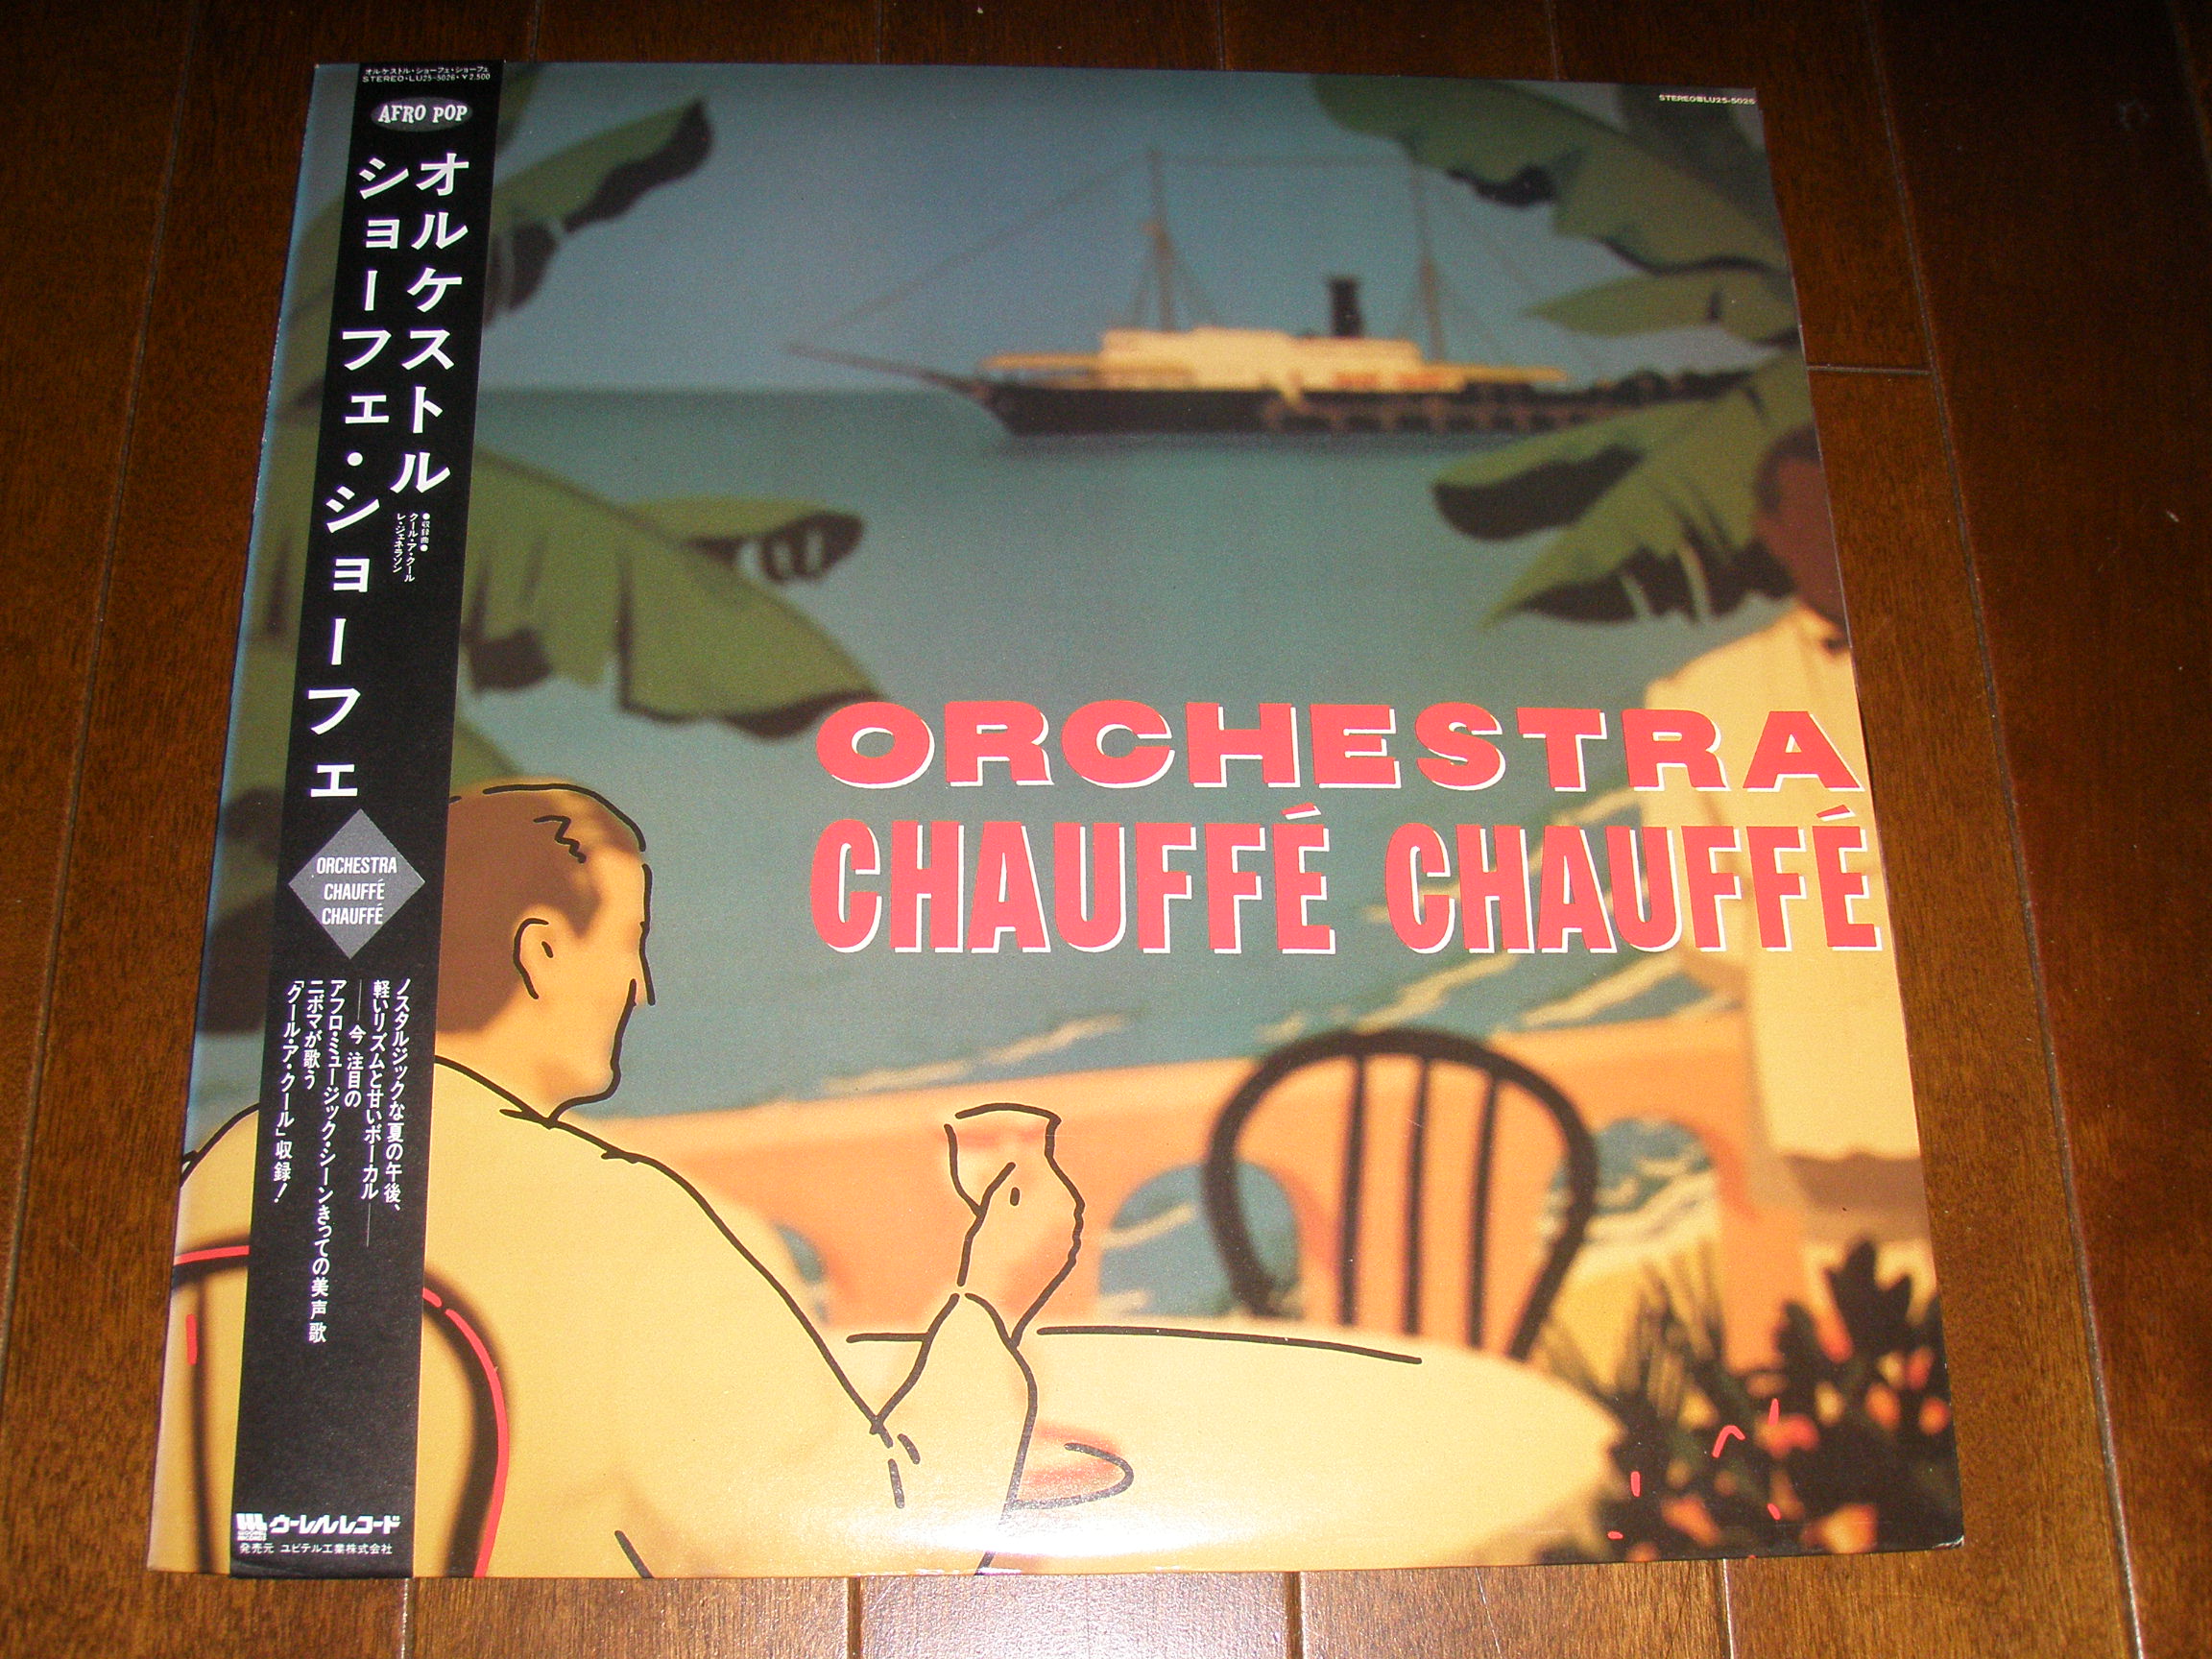 オルケストル・ショーフェ・ショーフェ
STEREO・LU25-5026・¥2,500
AFRO POP
オルケストル
ショーフェ・ショーフェ
●収録曲●
クール・ア・クール
レ・ジェネラソン
ORCHESTRA
CHAUFFÉ
CHAUFFÉ
ノスタルジックな夏の午後、
軽いリズムと甘いボーカル——
——今 注目の
アフロ・ミュージック・シーンきっての美声歌
ニボマが歌う
「クール・ア・クール」収録!
ウーレルレコード
発売元 ユピテル工業株式会社
STEREO LU25-5026
ORCHESTRA
CHAUFFÉ CHAUFFÉ